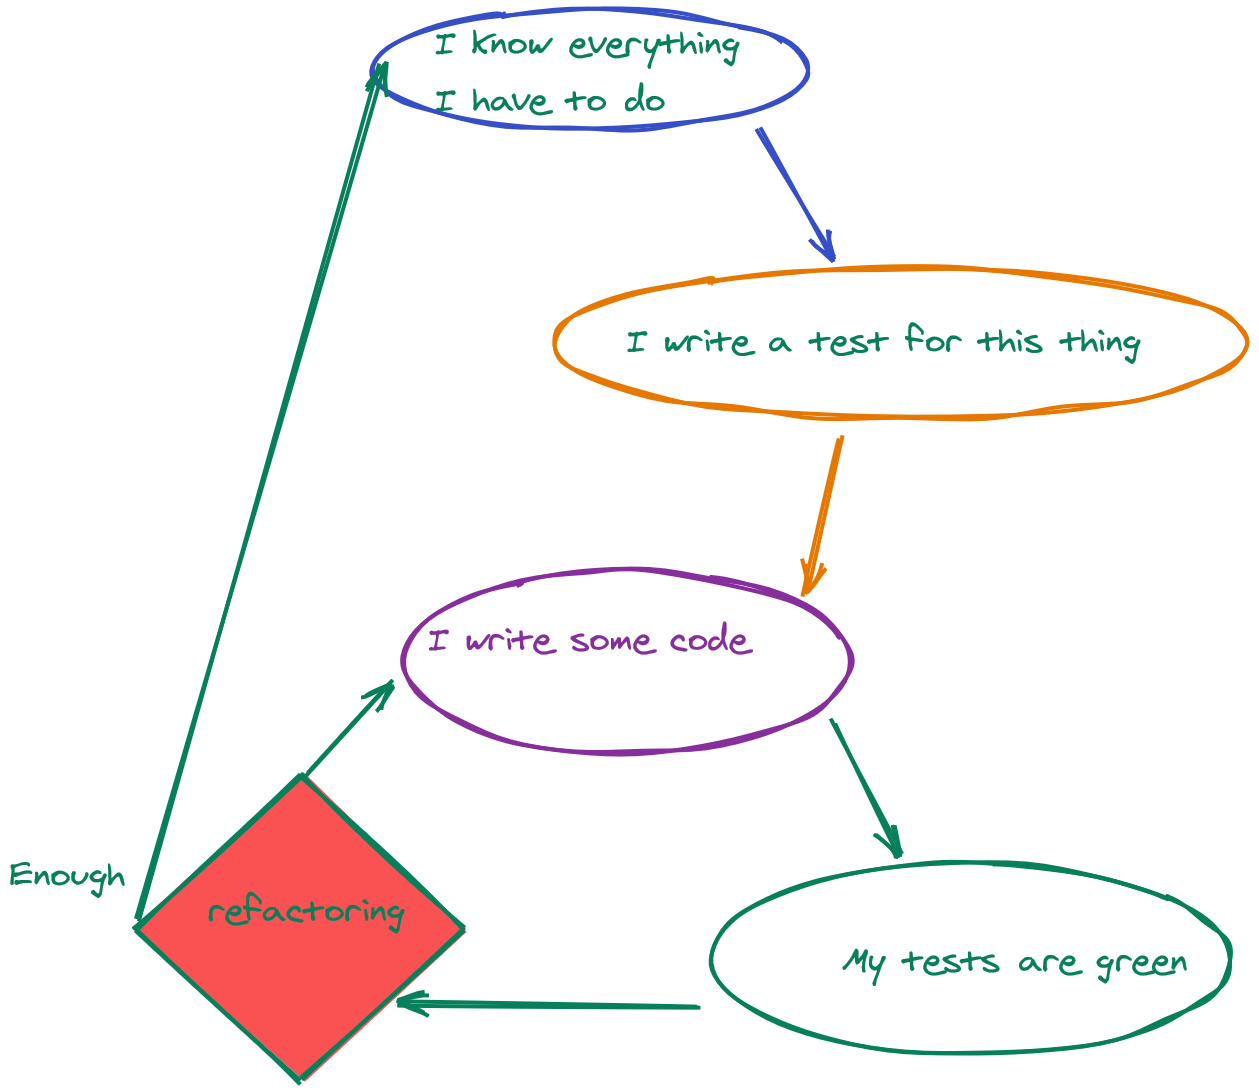 I know everything
I have to do
I write a test for this thing
I write some code
Enough
refactoring
My tests are green